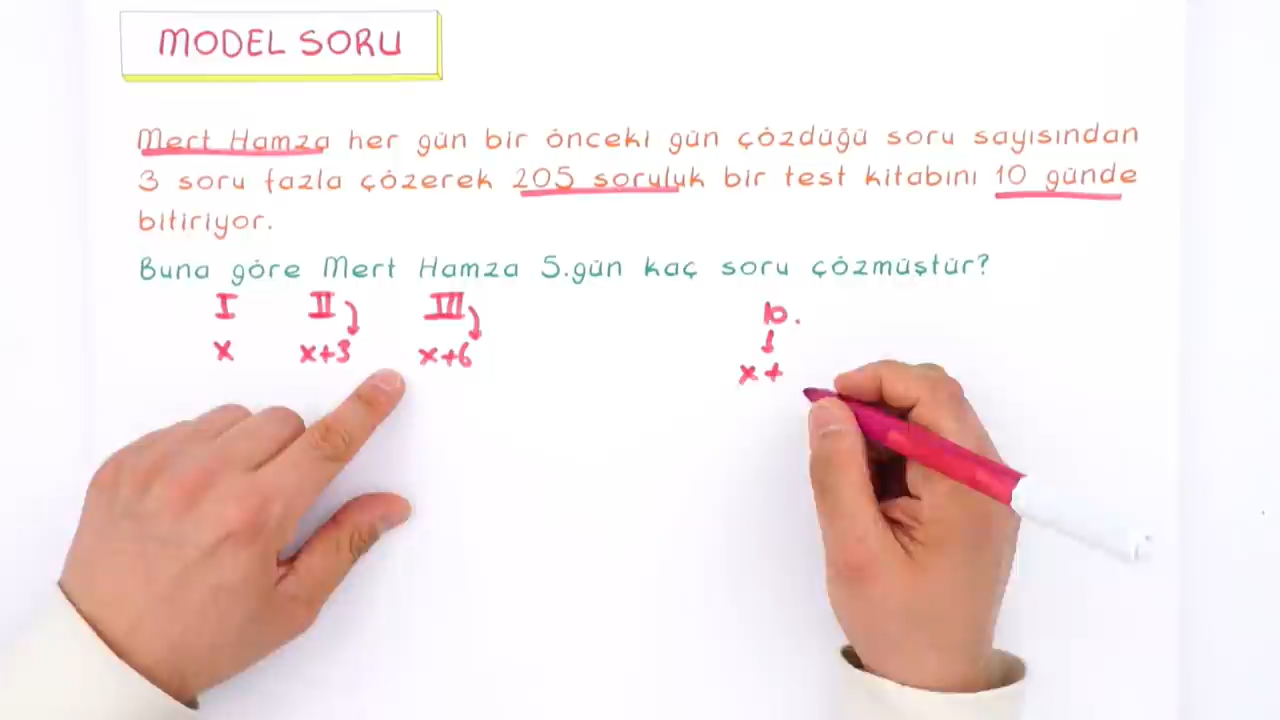 MODEL SORU
Mert Hamza her gün bir önceki gün çözdüğü soru sayısından
3 soru fazla çözerek 205 soruluk bir test kitabını 10 günde
bitiriyor.
Buna göre Mert Hamza 5.gün kaç soru çözmüştür?
I II III 10.
x x+3 x+6 x+